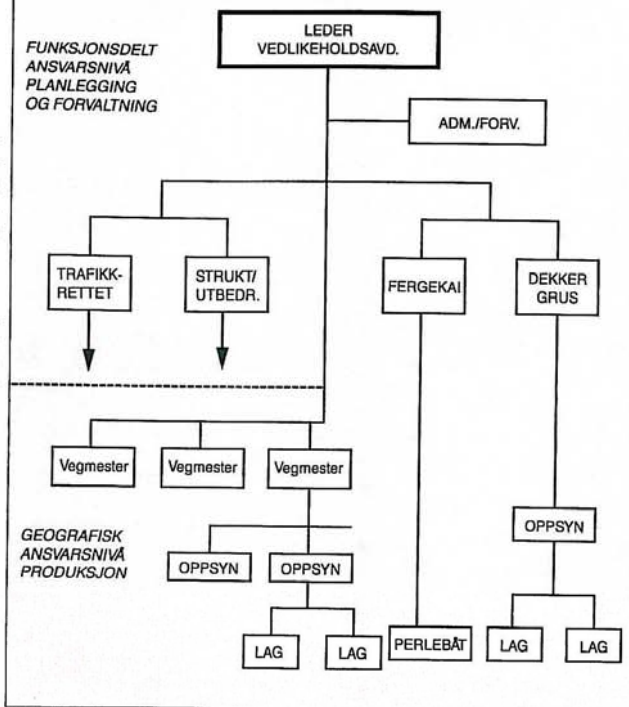 FUNKSJONSDELT
ANSVARSNIVÅ
PLANLEGGING
OG FORVALTNING
LEDER
VEDLIKEHOLDSAVD.
ADM./FORV.
TRAFIKK-
RETTET
STRUKT/
UTBEDR.
FERGEKAI
DEKKER
GRUS
Vegmester
Vegmester
Vegmester
GEOGRAFISK
ANSVARSNIVÅ
PRODUKSJON
OPPSYN
OPPSYN
OPPSYN
LAG
LAG
PERLEBÅT
LAG
LAG